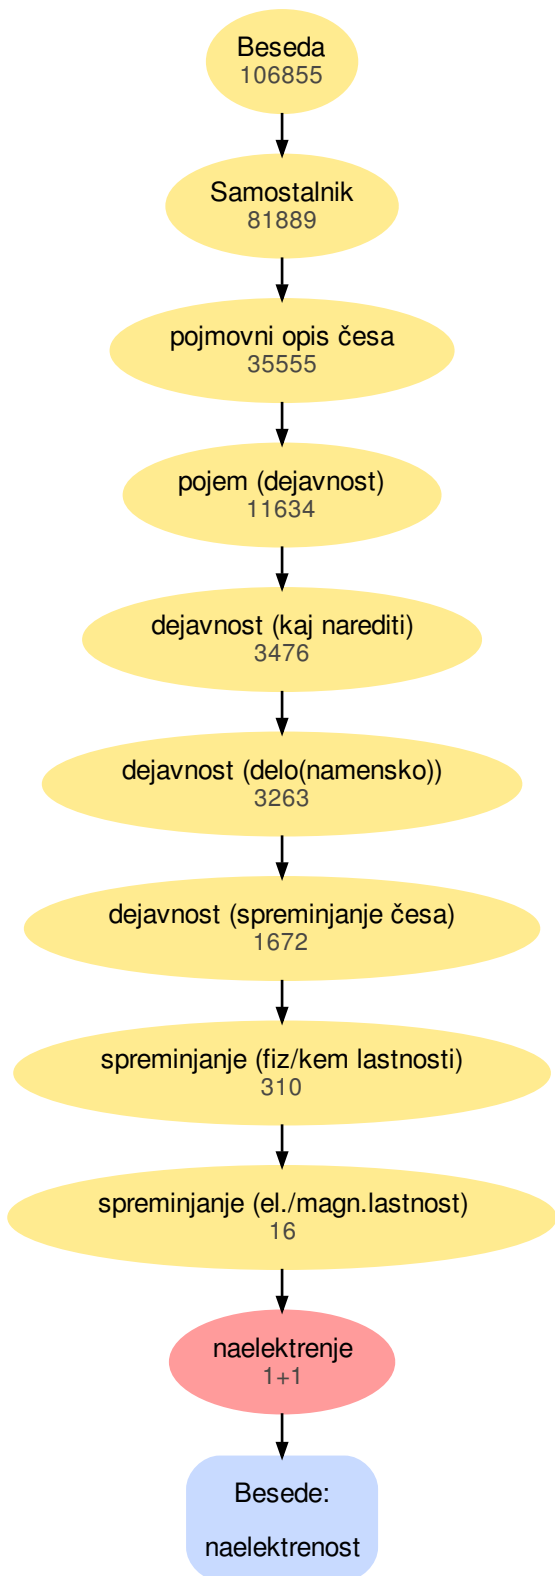 Beseda
106855
Samostalnik
81889
pojmovni opis česa
35555
pojem (dejavnost)
11634
dejavnost (kaj narediti)
3476
dejavnost (delo(namensko))
3263
dejavnost (spreminjanje česa)
1672
spreminjanje (fiz/kem lastnosti)
310
spreminjanje (el./magn.lastnost)
16
naelektrenje
1+1
Besede:
naelektrenost